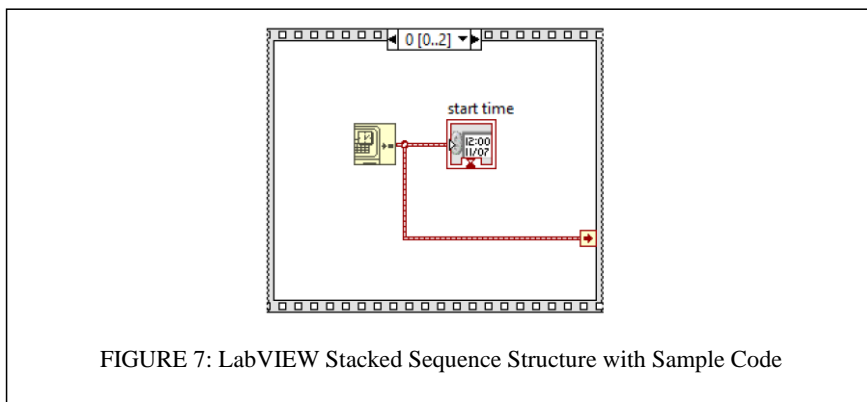 0 [0..2]
start time
12:00
11/07
FIGURE 7: LabVIEW Stacked Sequence Structure with Sample Code